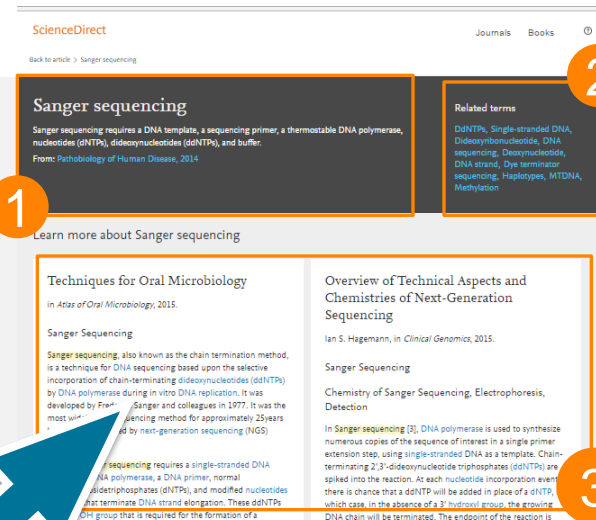 ScienceDirect
Journals Books
Back to article > Sanger sequencing
2
Sanger sequencing
Sanger sequencing requires a DNA template, a sequencing primer, a thermostable DNA polymerase,
nucleotides (dNTPs), dideoxynucleotides (ddNTPs), and buffer.
From: Pathobiology of Human Disease, 2014
Related terms
DdNTPs, Single-stranded DNA,
Dideoxyribonucleotide, DNA
sequencing, Deoxynucleotide,
DNA strand, Dye terminator
sequencing, Haplotypes, MTDNA,
Methylation
1
Learn more about Sanger sequencing
Techniques for Oral Microbiology
in Atlas of Oral Microbiology, 2015.
Sanger Sequencing
Sanger sequencing, also known as the chain termination method,
is a technique for DNA sequencing based upon the selective
incorporation of chain-terminating dideoxynucleotides (ddNTPs)
by DNA polymerase during in vitro DNA replication. It was
developed by Sanger and colleagues in 1977. It was the
most sequencing method for approximately 25years
by next-generation sequencing (NGS)
sequencing requires a single-stranded DNA
DNA polymerase, a DNA primer, normal
(dNTPs), and modified nucleotides
that terminate DNA strand elongation. These ddNTPs
OH group that is required for the formation of a
Overview of Technical Aspects and
Chemistries of Next-Generation
Sequencing
Ian S. Hagemann, in Clinical Genomics, 2015.
Sanger Sequencing
Chemistry of Sanger Sequencing, Electrophoresis,
Detection
In Sanger sequencing [3], DNA polymerase is used to synthesize
numerous copies of the sequence of interest in a single primer
extension step, using single-stranded DNA as a template. Chain-
terminating 2′,3′-dideoxynucleotide triphosphates (ddNTPs) are
spiked into the reaction. At each nucleotide incorporation event
there is chance that a ddNTP will be added in place of a dNTP,
which case, in the absence of a 3′ hydroxyl group, the growing
DNA chain will be terminated. The endpoint of the reaction is
3